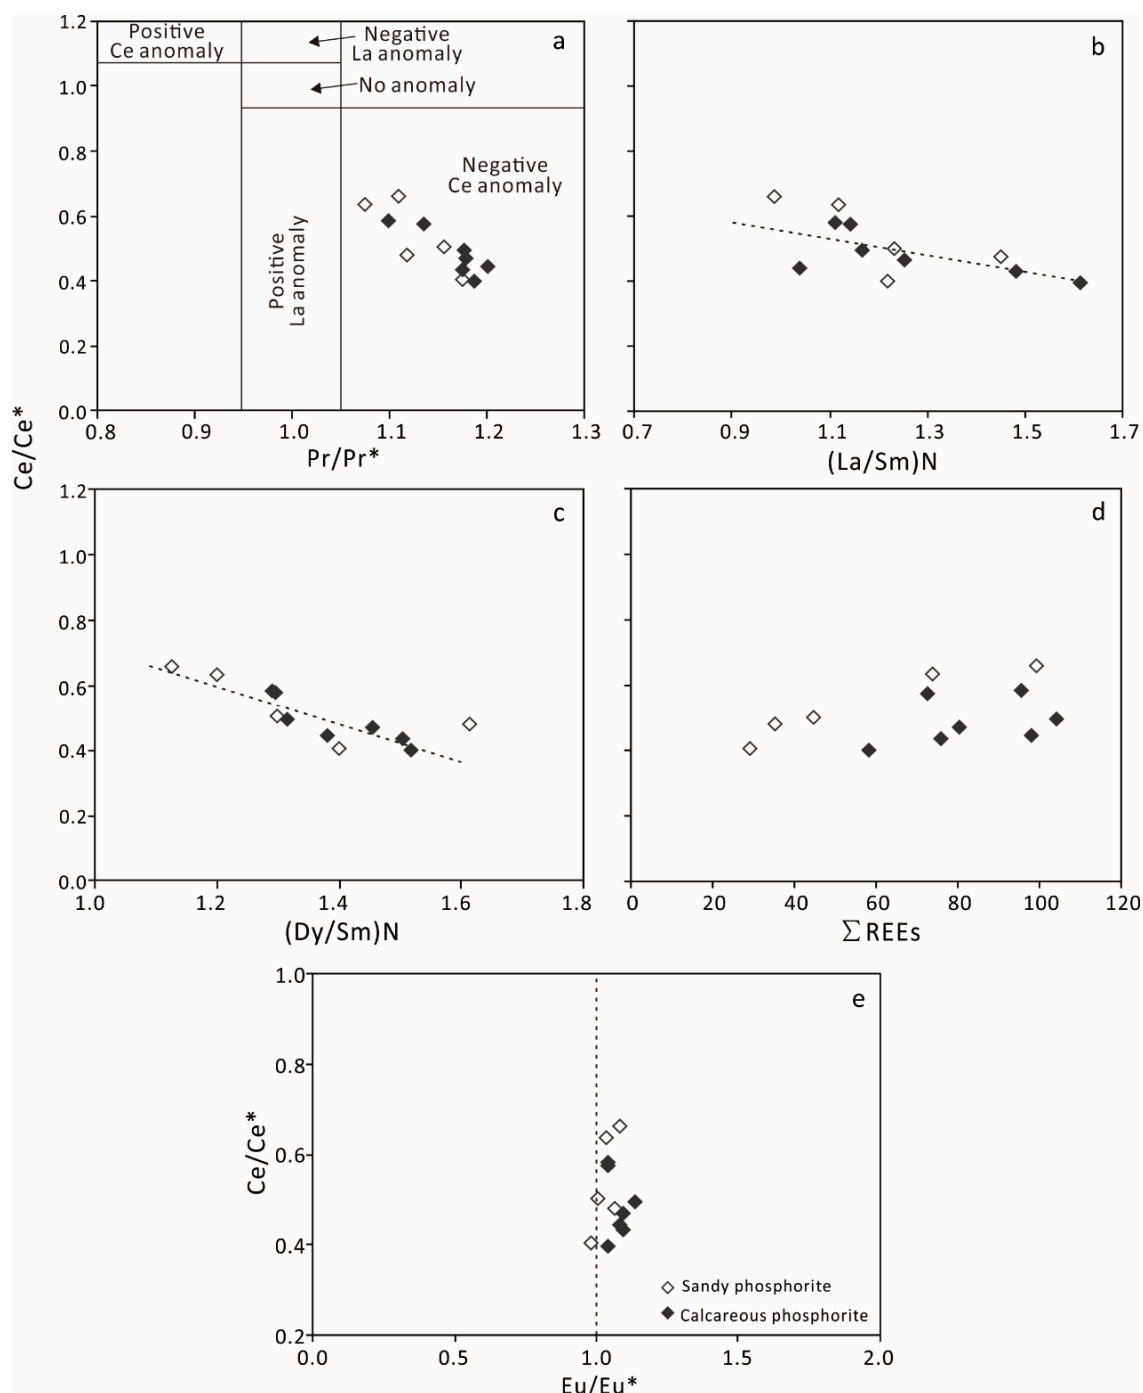 1.2
Positive
Ce anomaly
Negative
La anomaly
a
1.0
No anomaly
0.8
Negative
Ce anomaly
0.6
Positive
La anomaly
0.4
0.2
0.0
0.8 0.9 1.0 1.1 1.2 1.3
Pr/Pr*
b
0.7 0.9 1.1 1.3 1.5 1.7
(La/Sm)N
Ce/Ce*
1.2
c
1.0
0.8
0.6
0.4
0.2
0.0
1.0 1.2 1.4 1.6 1.8
(Dy/Sm)N
d
0 20 40 60 80 100 120
∑REEs
1.0
e
0.8
Ce/Ce*
0.6
0.4
Sandy phosphorite
Calcareous phosphorite
0.2
0.0 0.5 1.0 1.5 2.0
Eu/Eu*